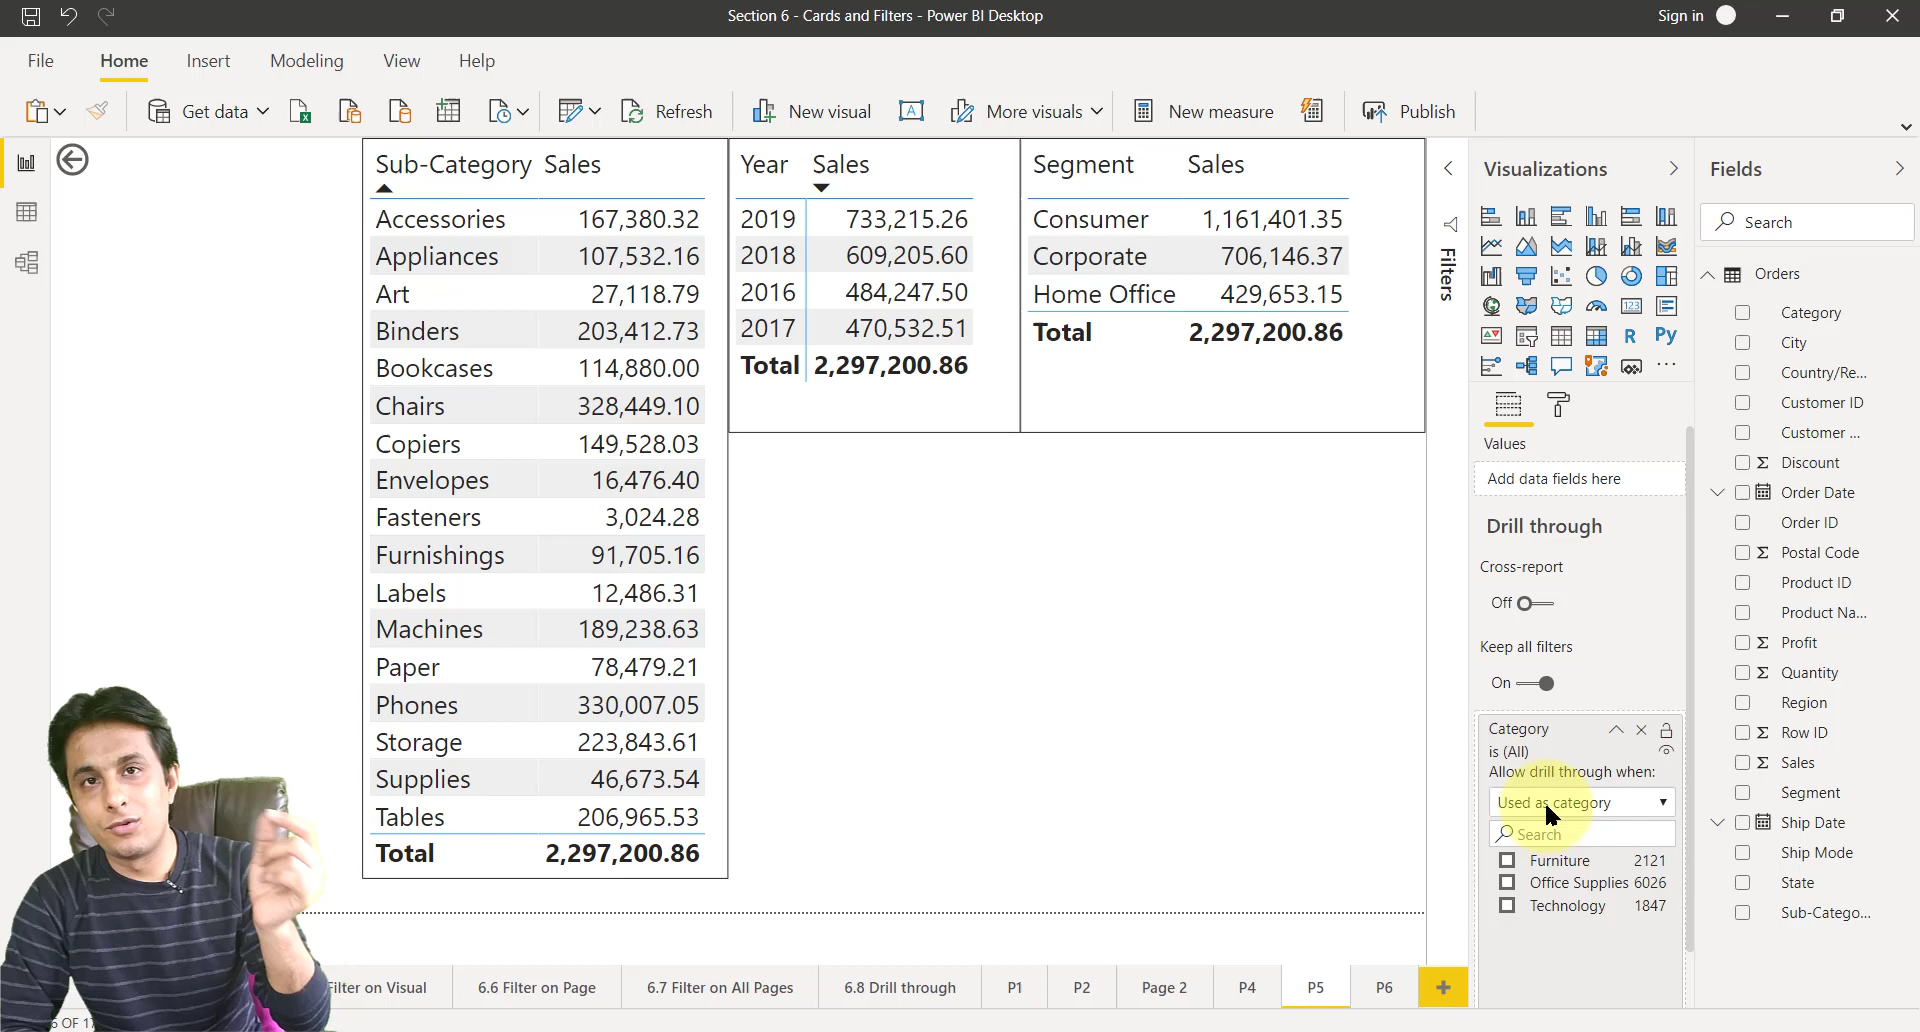 Section 6 - Cards and Filters - Power BI Desktop
Sign in
File Home Insert Modeling View Help
Get data Refresh New visual More visuals New measure Publish
Sub-Category Sales
Accessories 167,380.32
Appliances 107,532.16
Art 27,118.79
Binders 203,412.73
Bookcases 114,880.00
Chairs 328,449.10
Copiers 149,528.03
Envelopes 16,476.40
Fasteners 3,024.28
Furnishings 91,705.16
Labels 12,486.31
Machines 189,238.63
Paper 78,479.21
Phones 330,007.05
Storage 223,843.61
Supplies 46,673.54
Tables 206,965.53
Total 2,297,200.86
Year Sales
2019 733,215.26
2018 609,205.60
2016 484,247.50
2017 470,532.51
Total 2,297,200.86
Segment Sales
Consumer 1,161,401.35
Corporate 706,146.37
Home Office 429,653.15
Total 2,297,200.86
Filters
Visualizations
123
R Py
Values
Add data fields here
Drill through
Cross-report
Off
Keep all filters
On
Category
is (All)
Allow drill through when:
Used as category
Search
Furniture 2121
Office Supplies 6026
Technology 1847
Fields
Search
Orders
Category
City
Country/Re...
Customer ID
Customer ...
Σ Discount
Order Date
Order ID
Σ Postal Code
Product ID
Product Na...
Σ Profit
Σ Quantity
Region
Σ Row ID
Σ Sales
Segment
Ship Date
Ship Mode
State
Sub-Catego...
Filter on Visual 6.6 Filter on Page 6.7 Filter on All Pages 6.8 Drill through P1 P2 Page 2 P4 P5 P6 +
6 OF 17